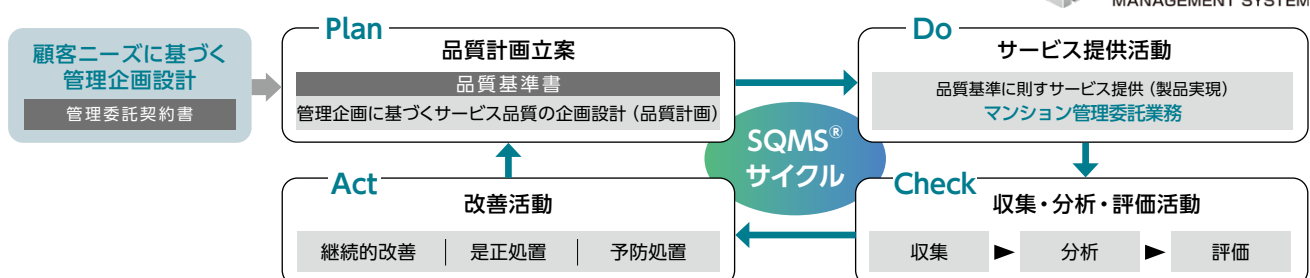 MANAGEMENT SYSTEM
顧客ニーズに基づく
管理企画設計
管理委託契約書
Plan
品質計画立案
品質基準書
管理企画に基づくサービス品質の企画設計（品質計画）
Do
サービス提供活動
品質基準に則すサービス提供（製品実現）
マンション管理委託業務
SQMS®
サイクル
Act
改善活動
継続的改善
是正処置
予防処置
Check
収集・分析・評価活動
収集
分析
評価